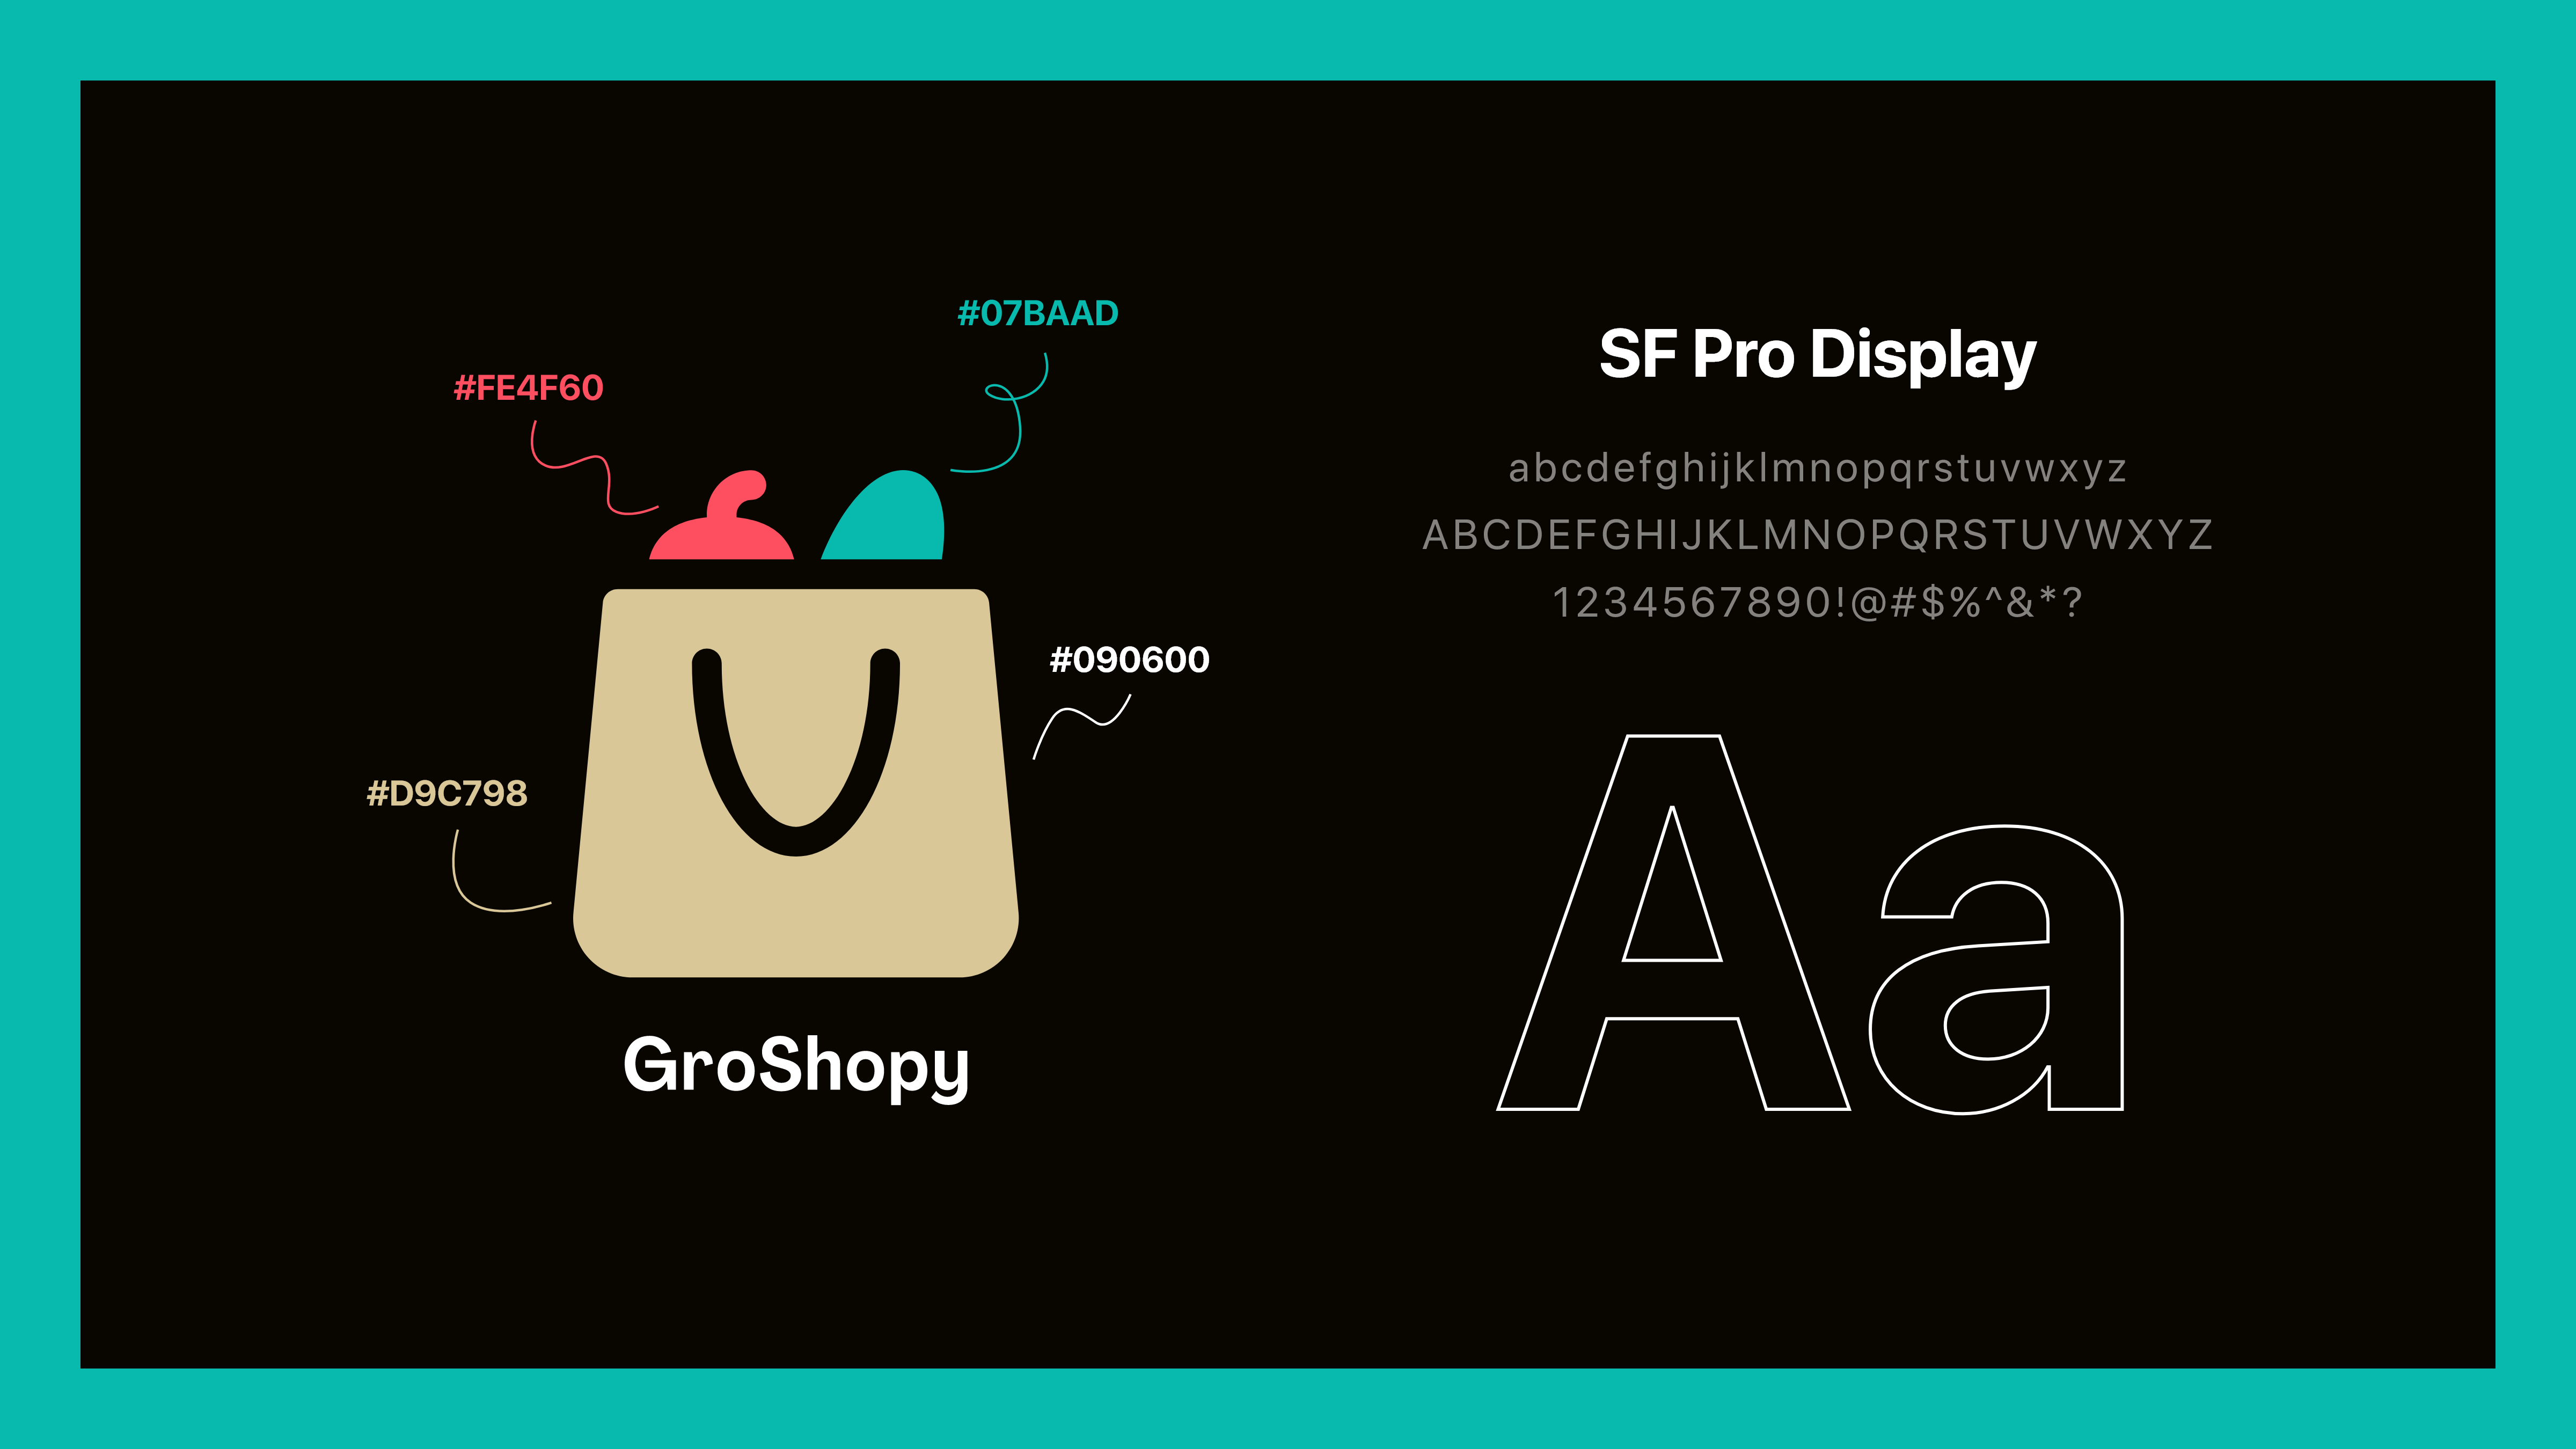 #07BAAD
#FE4F60
#090600
#D9C798
GroShopy
SF Pro Display
abcdefghijklmnopqrstuvwxyz
ABCDEFGHIJKLMNOPQRSTUVWXYZ
1234567890!@#$%^&*?
Aa